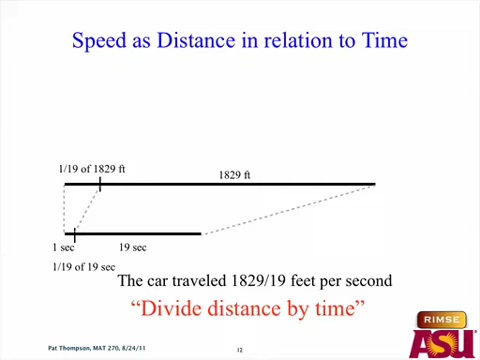 Speed as Distance in relation to Time
1/19 of 1829 ft
1829 ft
1 sec
19 sec
1/19 of 19 sec
The car traveled 1829/19 feet per second
“Divide distance by time”
Pat Thompson, MAT 270, 8/24/11
12
RIMSE
ASU